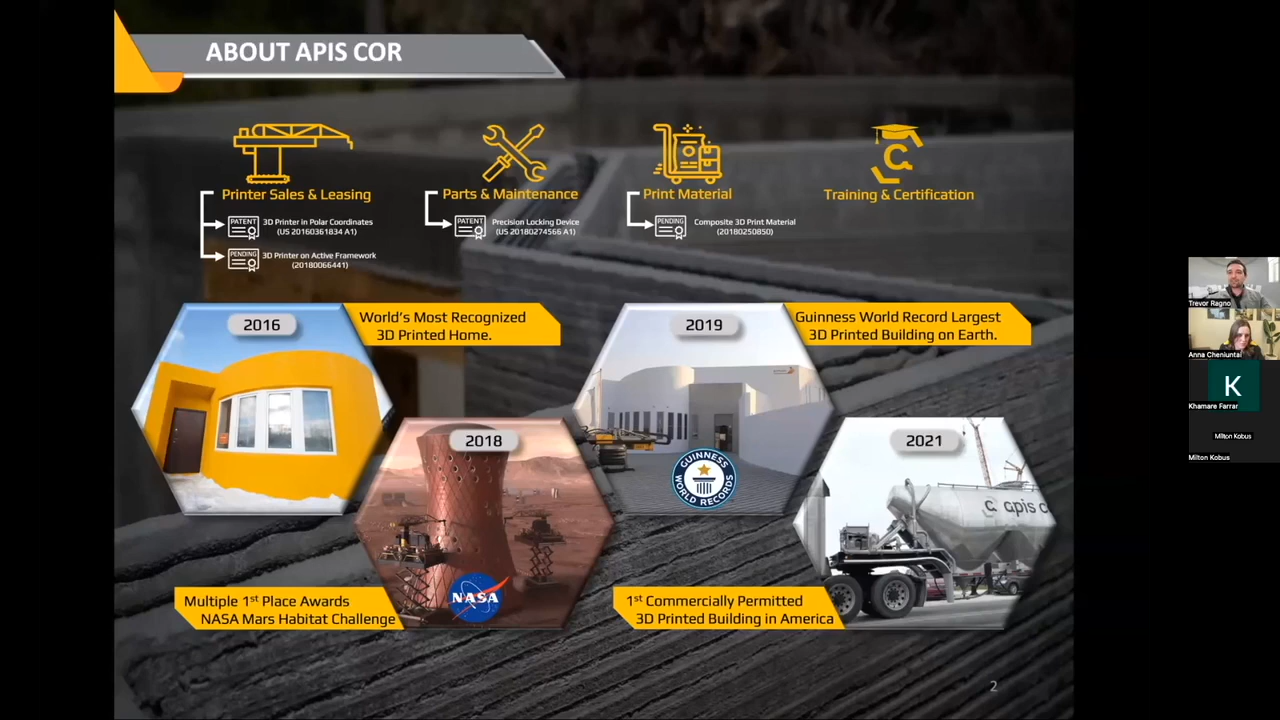 ABOUT APIS COR
Printer Sales & Leasing
PATENT
3D Printer in Polar Coordinates
(US 20160361834 A1)
PENDING
3D Printer on Active Framework
(20180066441)
Parts & Maintenance
PATENT
Precision Locking Device
(US 20180274566 A1)
Print Material
PENDING
Composite 3D Print Material
(20180250850)
C
Training & Certification
2016
World's Most Recognized
3D Printed Home.
2019
Guinness World Record Largest
3D Printed Building on Earth.
GUINNESS
WORLD RECORDS
2018
NASA
Multiple 1st Place Awards
NASA Mars Habitat Challenge
2021
apis c
1st Commercially Permitted
3D Printed Building in America
2
Trevor Ragno
Anna Cheniuntai
K
Khamare Farrar
Milton Kobus
Milton Kobus